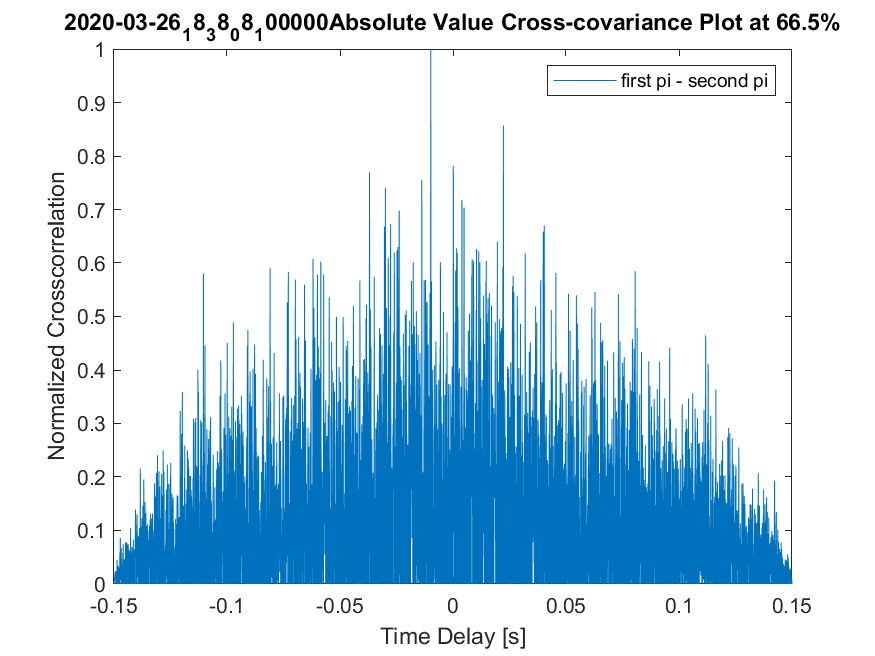 2020-03-26₁8₃8₀8₁00000Absolute Value Cross-covariance Plot at 66.5%
first pi - second pi
Normalized Crosscorrelation
1
0.9
0.8
0.7
0.6
0.5
0.4
0.3
0.2
0.1
0
-0.15 -0.1 -0.05 0 0.05 0.1 0.15
Time Delay [s]